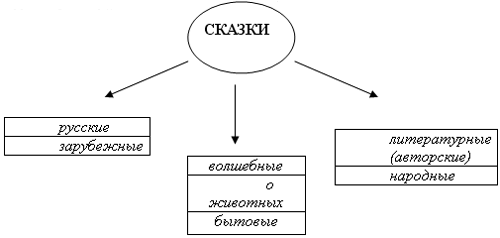 СКАЗКИ
русские
зарубежные
волшебные
о
животных
бытовые
литературные
(авторские)
народные